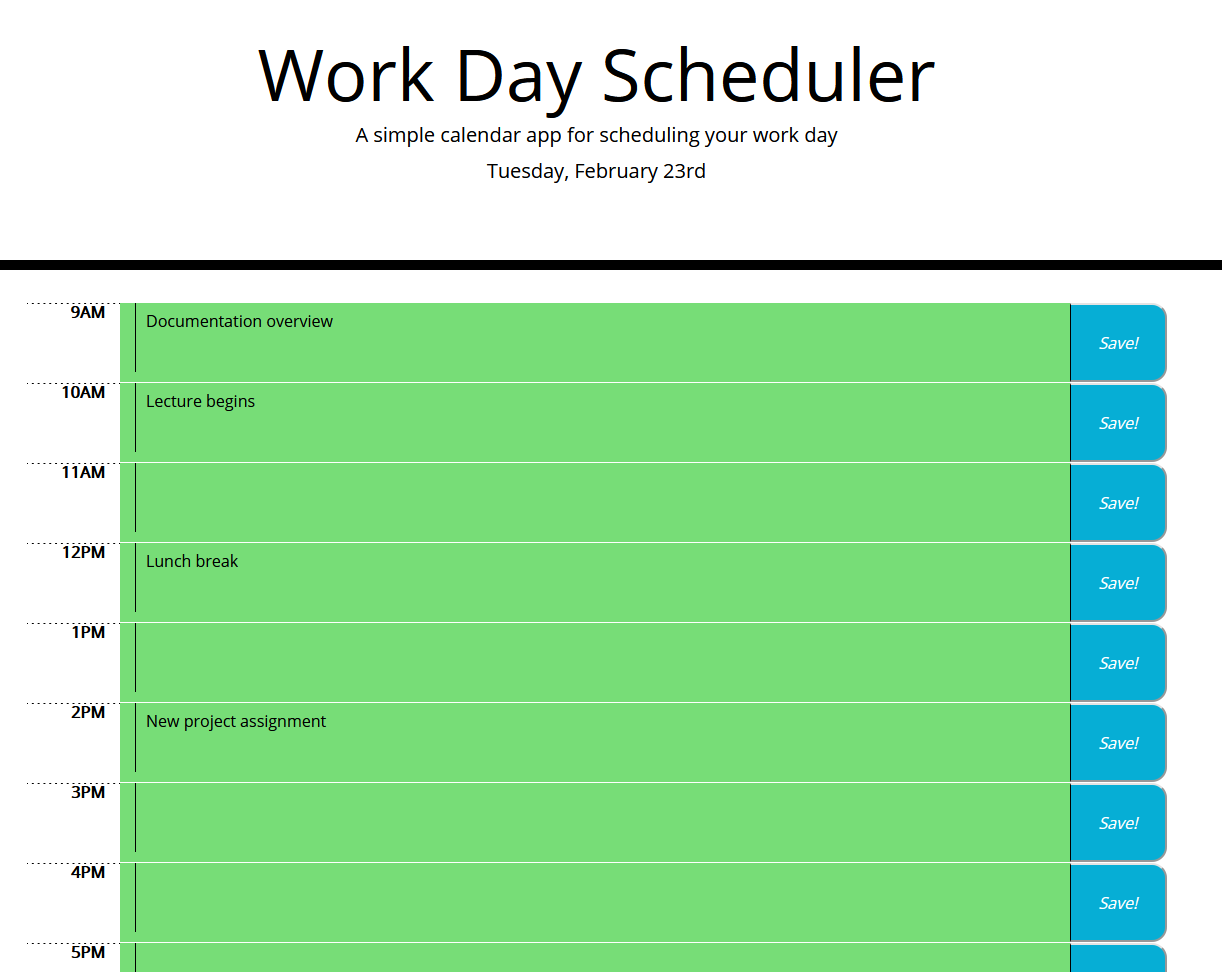 Work Day Scheduler
A simple calendar app for scheduling your work day
Tuesday, February 23rd
9AM Documentation overview Save!
10AM Lecture begins Save!
11AM Save!
12PM Lunch break Save!
1PM Save!
2PM New project assignment Save!
3PM Save!
4PM Save!
5PM